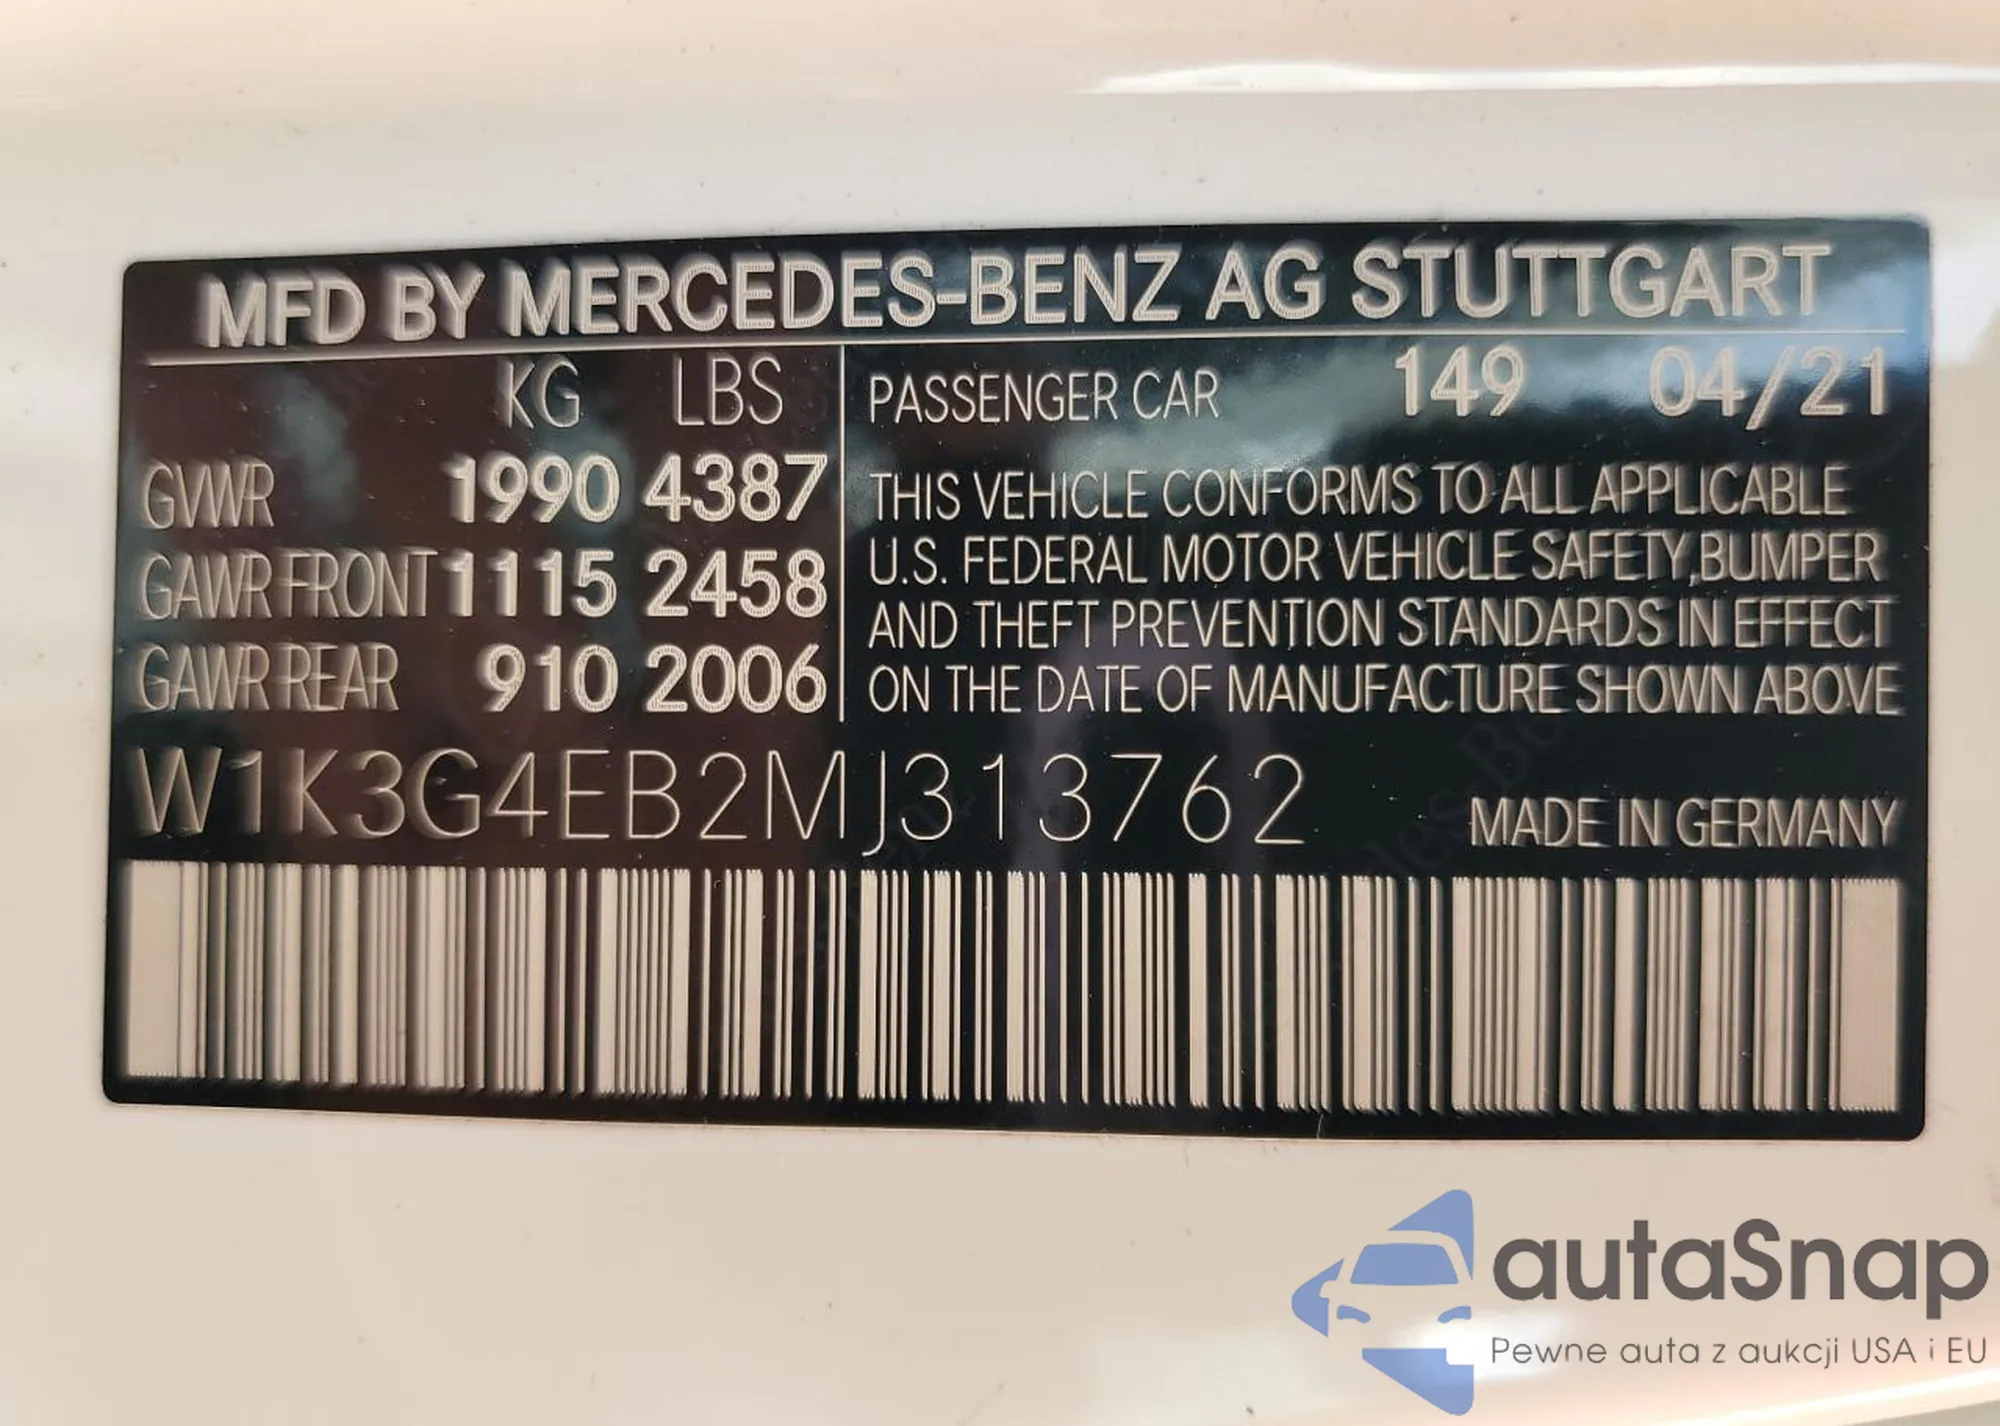 MFD BY MERCEDES-BENZ AG STUTTGART
KG LBS
GVWR 1990 4387
GAWR FRONT 1115 2458
GAWR REAR 910 2006
PASSENGER CAR 149 04/21
THIS VEHICLE CONFORMS TO ALL APPLICABLE
U.S. FEDERAL MOTOR VEHICLE SAFETY, BUMPER
AND THEFT PREVENTION STANDARDS IN EFFECT
ON THE DATE OF MANUFACTURE SHOWN ABOVE
W1K3G4EB2MJ313762
MADE IN GERMANY
autaSnap
Pewne auta z aukcji USA i EU